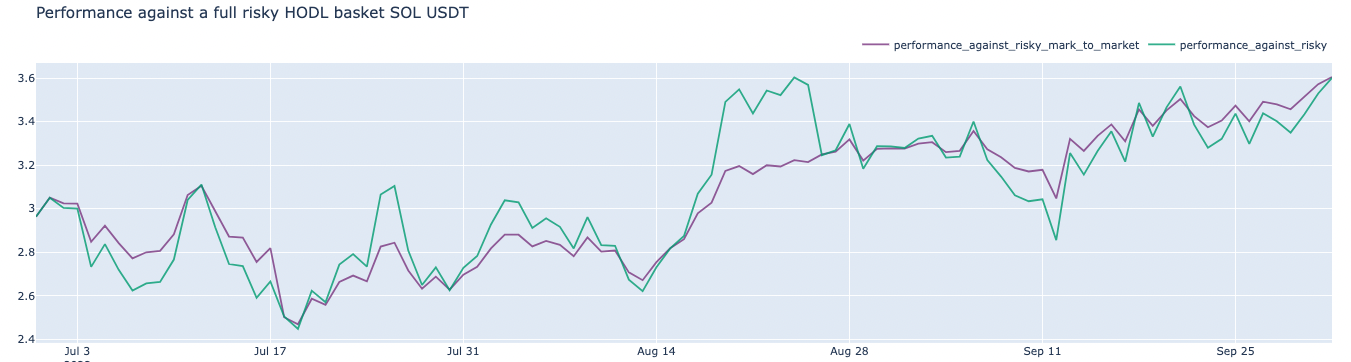 Performance against a full risky HODL basket SOL USDT
performance_against_risky_mark_to_market performance_against_risky
3.6
3.4
3.2
3
2.8
2.6
2.4
Jul 3 Jul 17 Jul 31 Aug 14 Aug 28 Sep 11 Sep 25